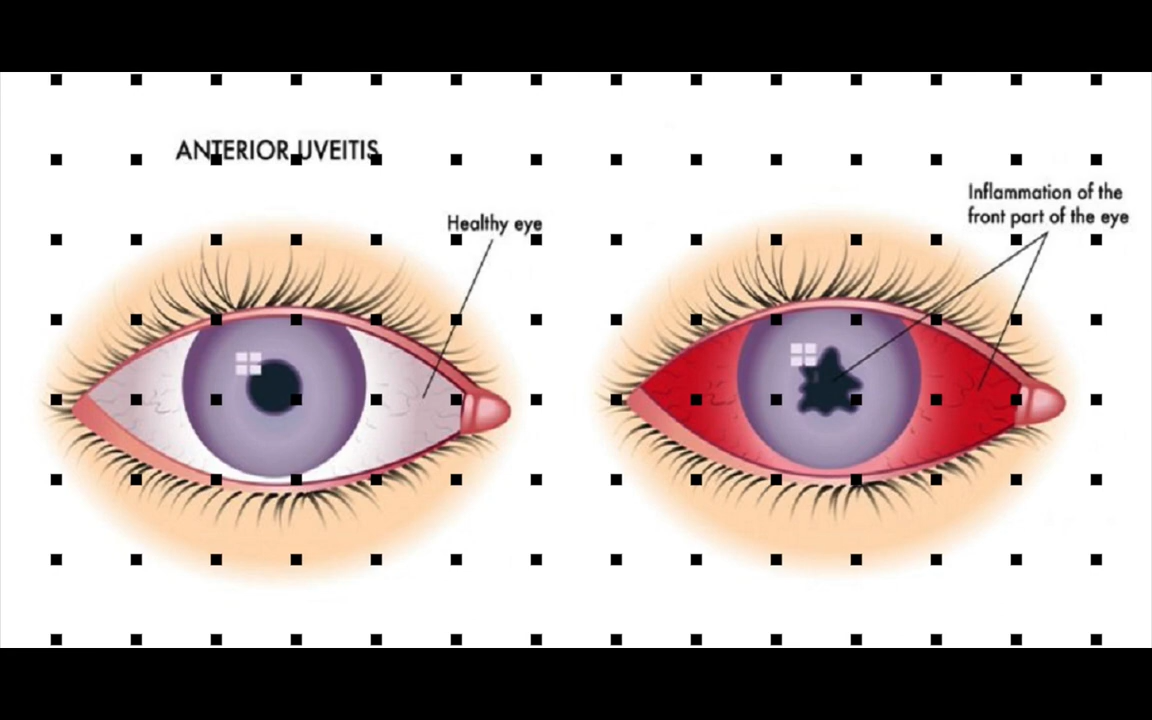 ANTERIOR UVEITIS
Healthy eye
Inflammation of the
front part of the eye